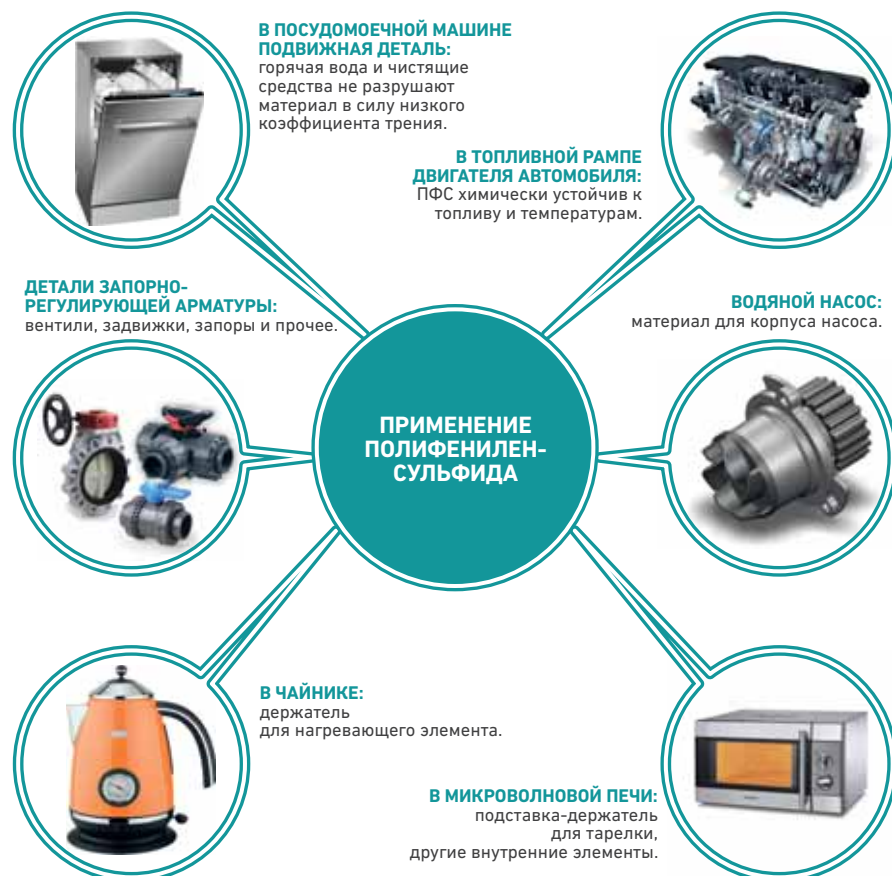 В ПОСУДОМОЕЧНОЙ МАШИНЕ
ПОДВИЖНАЯ ДЕТАЛЬ:
горячая вода и чистящие
средства не разрушают
материал в силу низкого
коэффициента трения.
В ТОПЛИВНОЙ РАМПЕ
ДВИГАТЕЛЯ АВТОМОБИЛЯ:
ПФС химически устойчив к
топливу и температурам.
ДЕТАЛИ ЗАПОРНО-
РЕГУЛИРУЮЩЕЙ АРМАТУРЫ:
вентили, задвижки, запоры и прочее.
ВОДЯНОЙ НАСОС:
материал для корпуса насоса.
ПРИМЕНЕНИЕ
ПОЛИФЕНИЛЕН-
СУЛЬФИДА
В ЧАЙНИКЕ:
держатель
для нагревающего элемента.
В МИКРОВОЛНОВОЙ ПЕЧИ:
подставка-держатель
для тарелки,
другие внутренние элементы.